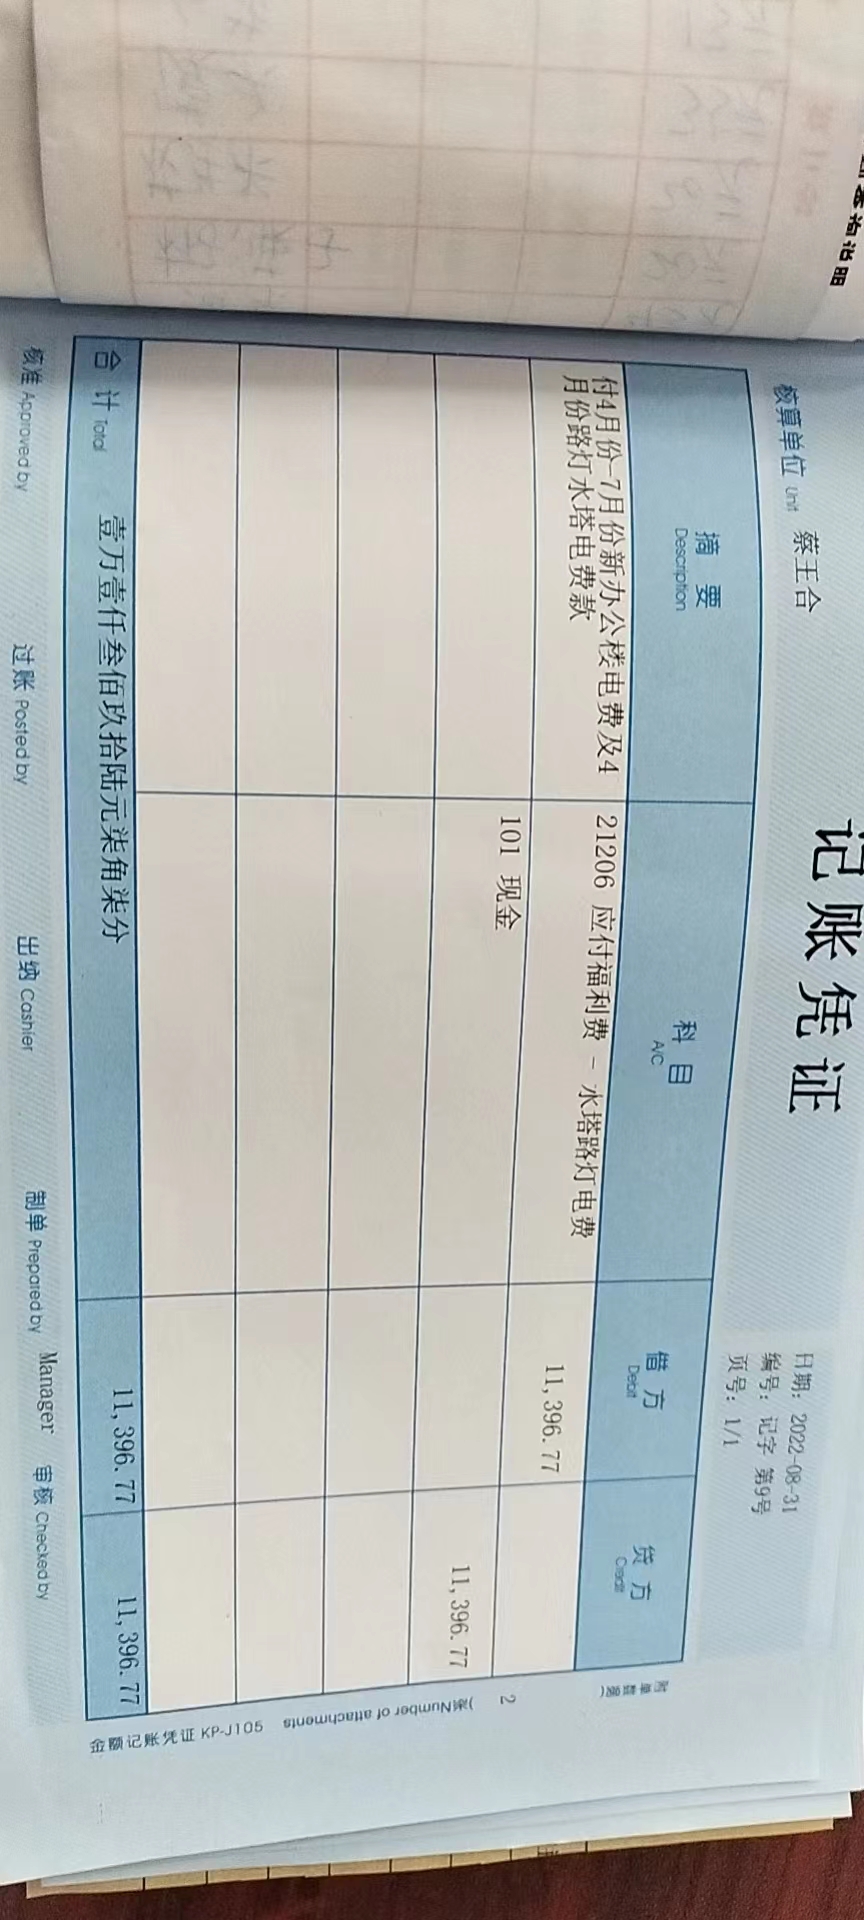 记账凭证
核算单位 Unit 蔡王合
日期: 2022-08-31
编号: 记字 第9号
页号: 1/1
摘要 Description
科目 A/C
借方 Debit
贷方 Credit
付4月份-7月份新办公楼电费及4
月份路灯水塔电费款
21206 应付福利费 - 水塔路灯电费
11,396.77
101 现金
11,396.77
合计 Total 壹万壹仟叁佰玖拾陆元柒角柒分 11,396.77 11,396.77
附单数据(
2
)张Number of attachments
金额记账凭证 KP-J105
核准 Approved by 过账 Posted by 出纳 Cashier 制单 Prepared by Manager 审核 Checked by